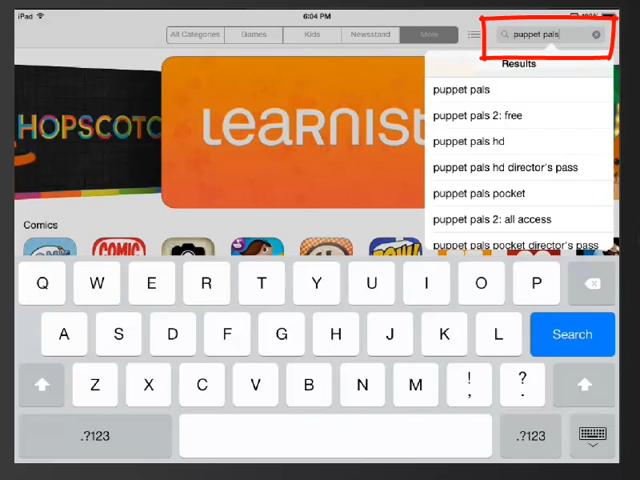 iPad 6:04 PM
All Categories Games Kids Newsstand More puppet pals
Results
puppet pals
puppet pals 2: free
puppet pals hd
puppet pals hd director's pass
puppet pals pocket
puppet pals 2: all access
puppet pals pocket director's pass
HOPSCOTC
LEARNIST
Comics
COMIC
POW!
Q W E R T Y U I O P
A S D F G H J K L Search
Z X C V B N M ! , ? .
.?123 .?123